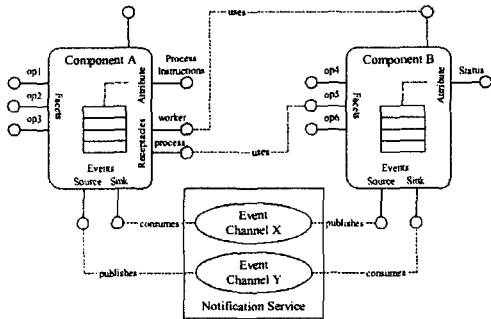 uses
Component A
Process
Instructions
Attribute
op1
op2
op3
Facets
worker
process
Receptacles
Events
Source Sink
uses
Component B
Status
Attribute
op4
op5
op6
Facets
Events
Source Sink
consumes
Event
Channel X
publishes
publishes
Event
Channel Y
consumes
Notification Service